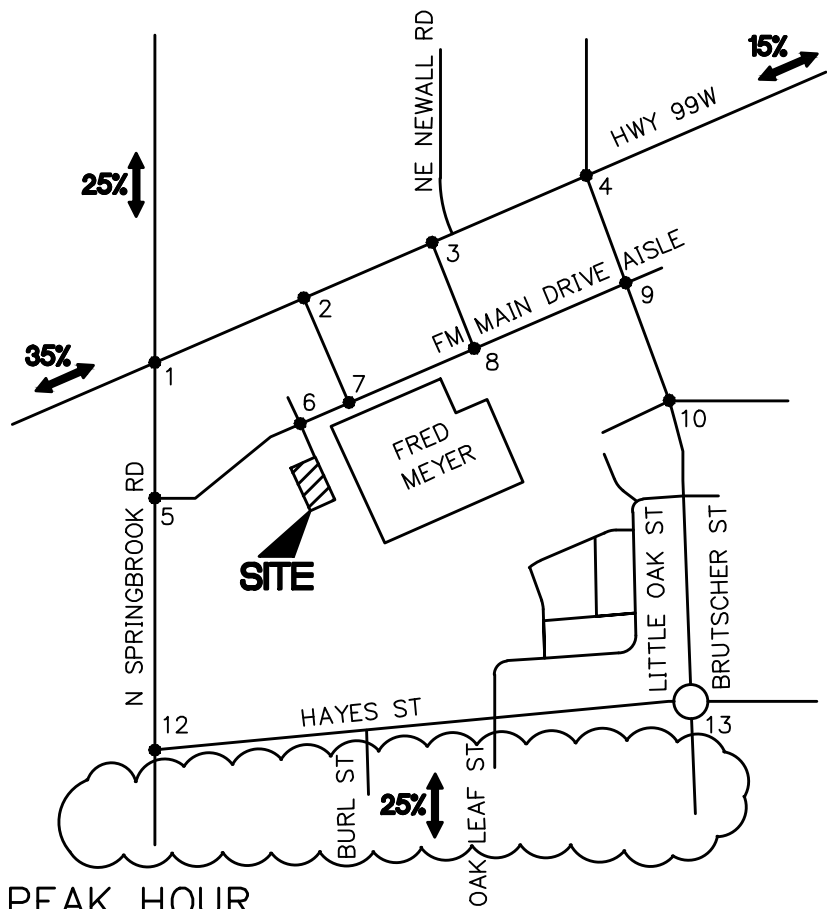 15%
NE NEWALL RD
HWY 99W
25%
4
3
FM MAIN DRIVE AISLE
2
9
35%
1
8
7
6
10
FRED
MEYER
5
N SPRINGBROOK RD
SITE
LITTLE OAK ST
BRUTSCHER ST
HAYES ST
12
13
BURL ST
25%
OAK LEAF ST
PEAK HOUR